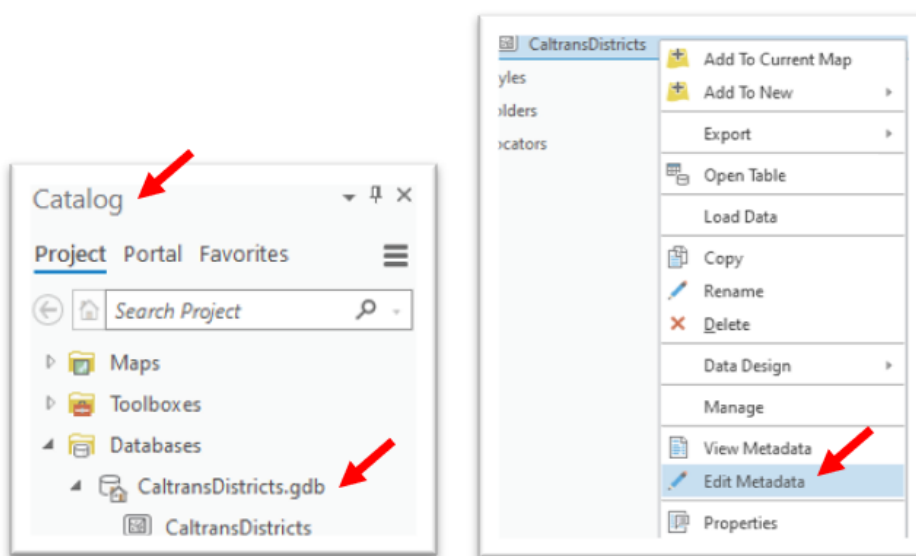 Catalog
Project Portal Favorites
Search Project
Maps
Toolboxes
Databases
CaltransDistricts.gdb
CaltransDistricts
CaltransDistricts
yles
olders
ocators
Add To Current Map
Add To New
Export
Open Table
Load Data
Copy
Rename
Delete
Data Design
Manage
View Metadata
Edit Metadata
Properties